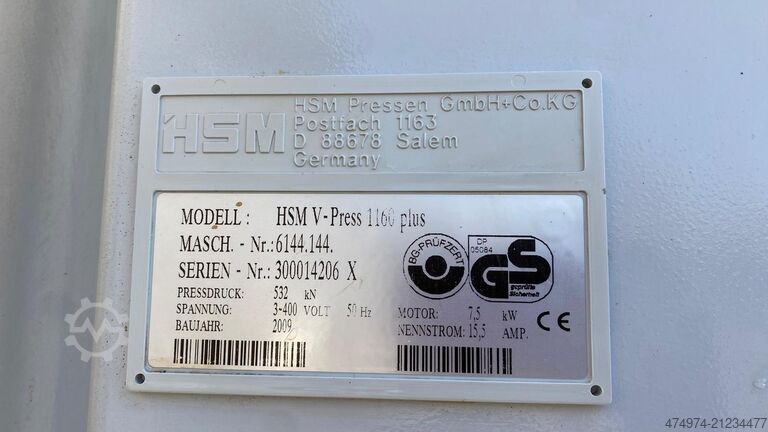 HSM
HSM Pressen GmbH+Co.KG
Postfach 1163
D 88678 Salem
Germany
MODELL : HSM V-Press 1160 plus
MASCH. - Nr.: 6144.144.
SERIEN - Nr.: 300014206 X
PRESSDRUCK: 532 kN
SPANNUNG: 3-400 VOLT 50 Hz
BAUJAHR: 2009
MOTOR: 7,5 kW
NENNSTROM: 15,5 AMP.
BG-PRÜFZERT
DP
05084
GS
geprüfte
Sicherheit
CE
474974-21234477